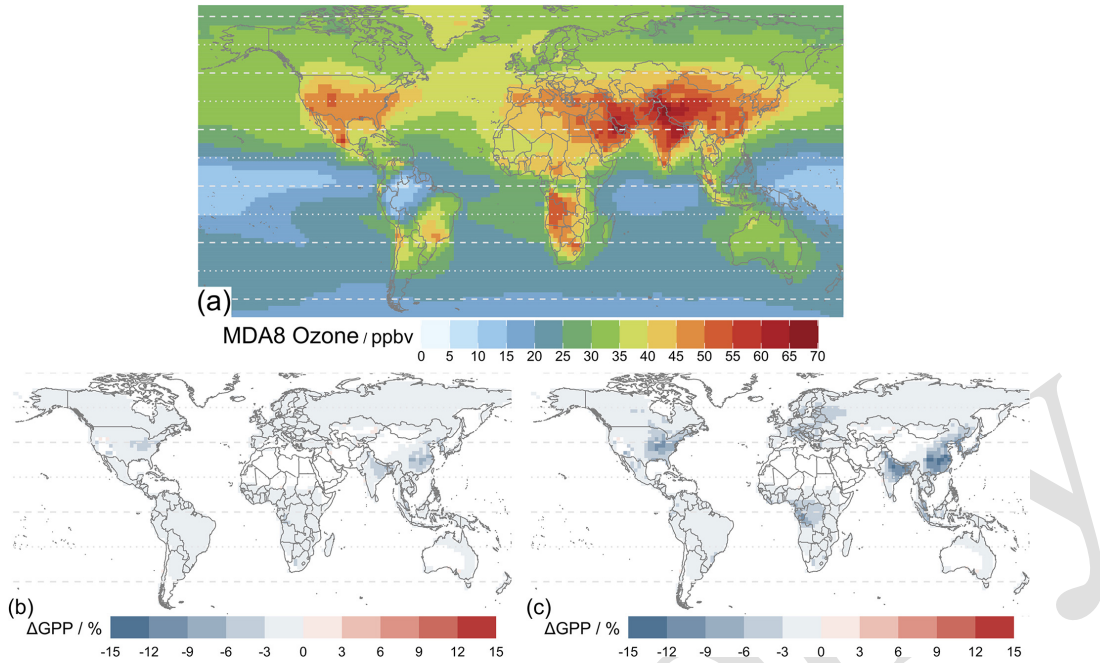 (a)
MDA8 Ozone / ppbv
0 5 10 15 20 25 30 35 40 45 50 55 60 65 70
(b)
ΔGPP / %
-15 -12 -9 -6 -3 0 3 6 9 12 15
(c)
ΔGPP / %
-15 -12 -9 -6 -3 0 3 6 9 12 15
y